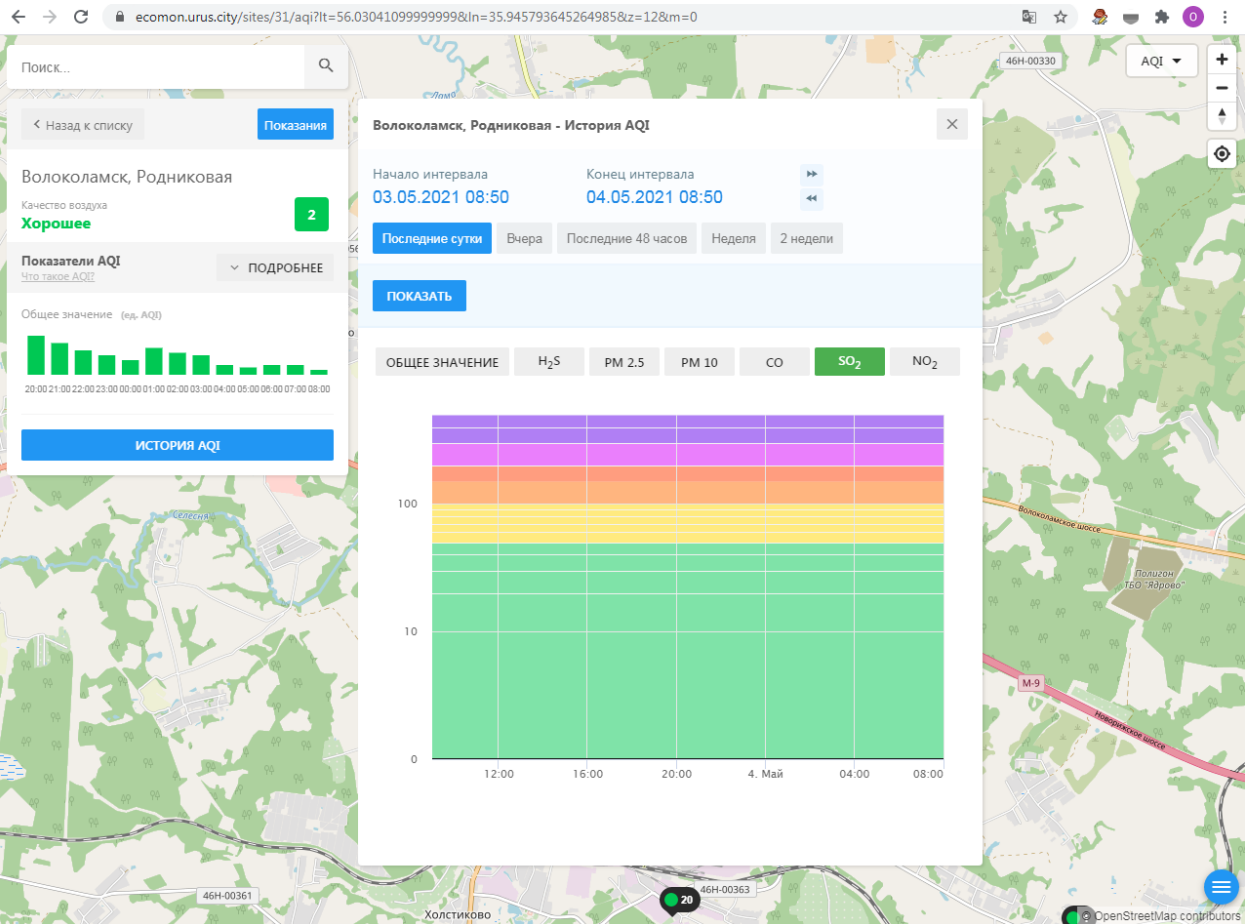 ecomon.urus.city/sites/31/aqi?lt=56.030410999999999&ln=35.945793645264985&z=12&m=0
O
Поиск...
46Н-00330
AQI
Назад к списку
Показания
Волоколамск, Родниковая - История AQI
Волоколамск, Родниковая
Качество воздуха
Хорошее
2
Начало интервала
Конец интервала
03.05.2021 08:50
04.05.2021 08:50
Последние сутки
Вчера
Последние 48 часов
Неделя
2 недели
Показатели AQI
Что такое AQI?
ПОДРОБНЕЕ
ПОКАЗАТЬ
Общее значение (ед. AQI)
20:00 21:00 22:00 23:00 00:00 01:00 02:00 03:00 04:00 05:00 06:00 07:00 08:00
ИСТОРИЯ AQI
ОБЩЕЕ ЗНАЧЕНИЕ
H2S
PM 2.5
PM 10
CO
SO2
NO2
100
10
0
12:00
16:00
20:00
4. Май
04:00
08:00
Селесня
Волоколамское шоссе
Полигон
ТБО "Ядрово"
М-9
Новорижское шоссе
46Н-00361
46Н-00363
20
Холстиково
© OpenStreetMap contributors.